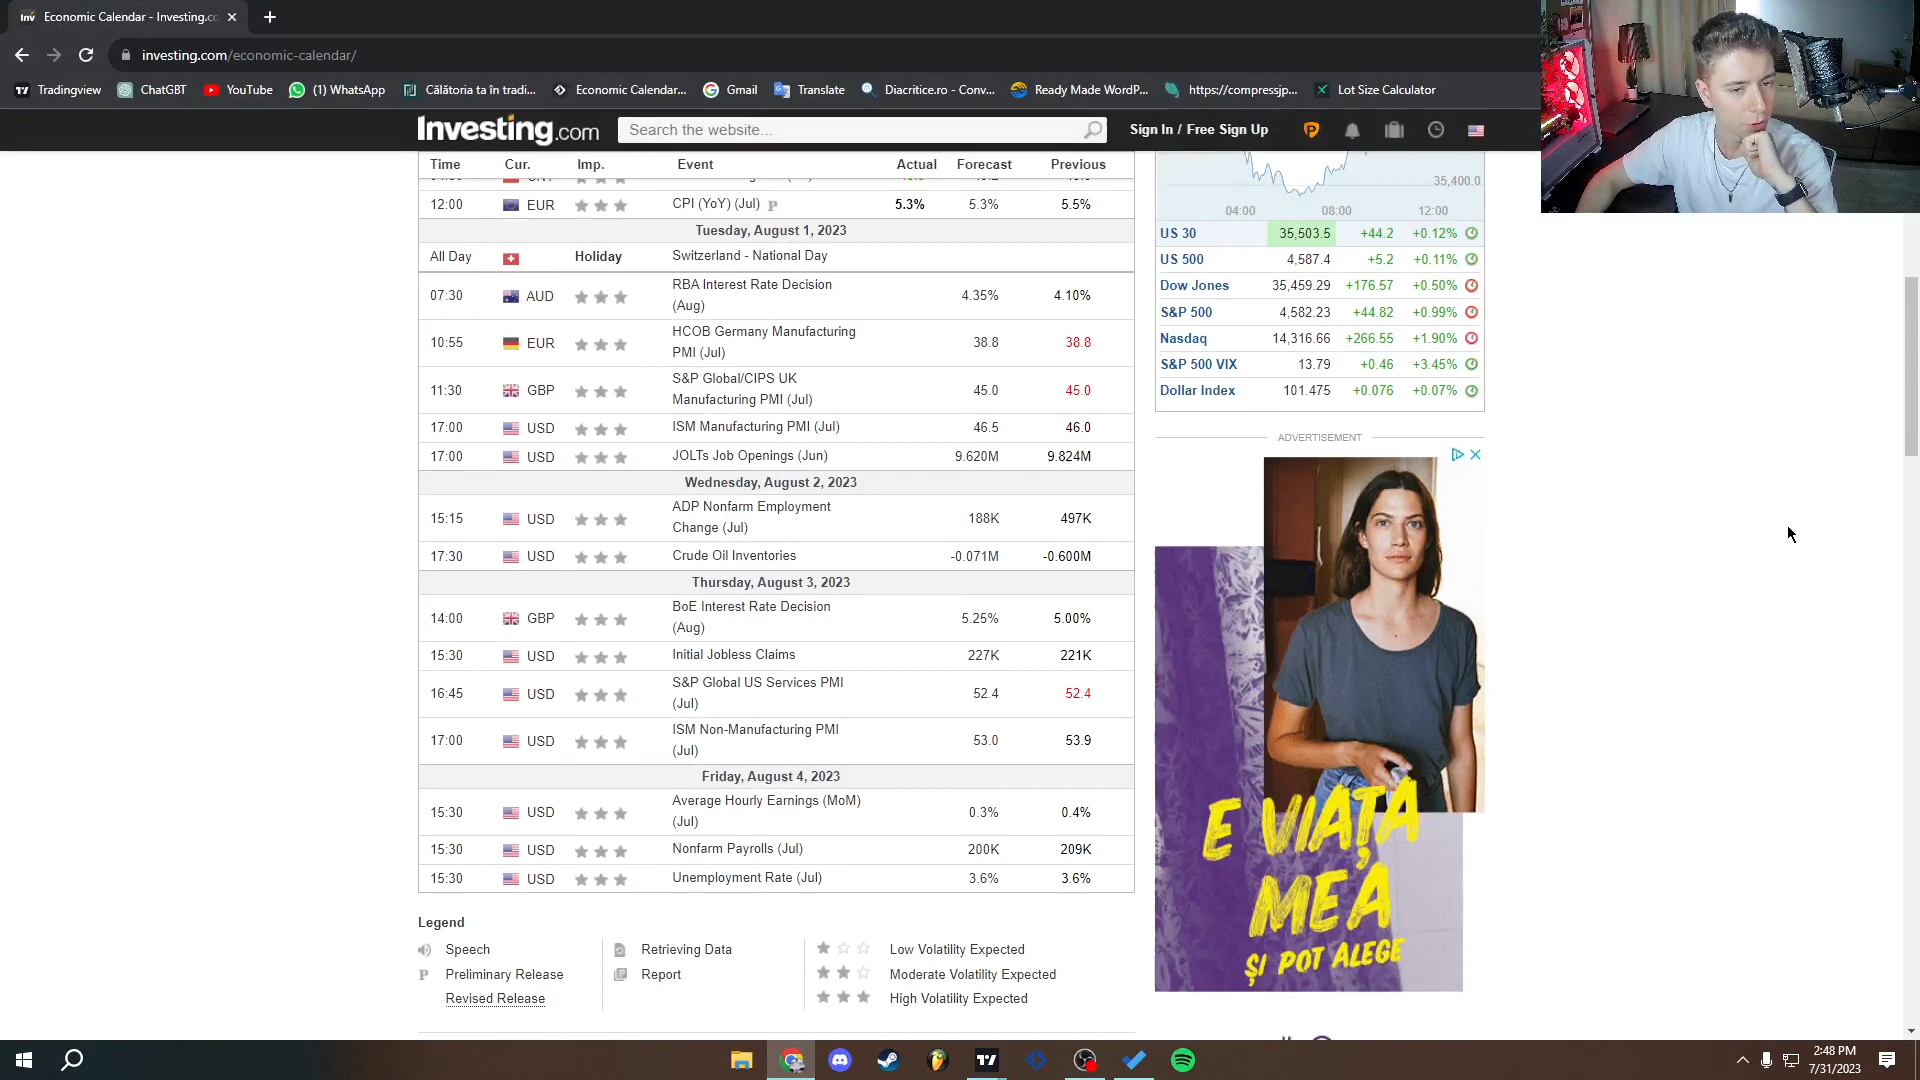 Economic Calendar - Investing.co
investing.com/economic-calendar/
Tradingview
ChatGBT
YouTube
(1) WhatsApp
Călătoria ta în tradi...
Economic Calendar...
Gmail
Translate
Diacritice.ro - Conv...
Ready Made WordP...
https://compressjp...
Lot Size Calculator
Investing.com
Search the website...
Sign In / Free Sign Up
Time Cur. Imp. Event Actual Forecast Previous
12:00 EUR CPI (YoY) (Jul) P 5.3% 5.3% 5.5%
Tuesday, August 1, 2023
All Day Holiday Switzerland - National Day
07:30 AUD RBA Interest Rate Decision (Aug) 4.35% 4.10%
10:55 EUR HCOB Germany Manufacturing PMI (Jul) 38.8 38.8
11:30 GBP S&P Global/CIPS UK Manufacturing PMI (Jul) 45.0 45.0
17:00 USD ISM Manufacturing PMI (Jul) 46.5 46.0
17:00 USD JOLTs Job Openings (Jun) 9.620M 9.824M
Wednesday, August 2, 2023
15:15 USD ADP Nonfarm Employment Change (Jul) 188K 497K
17:30 USD Crude Oil Inventories -0.071M -0.600M
Thursday, August 3, 2023
14:00 GBP BoE Interest Rate Decision (Aug) 5.25% 5.00%
15:30 USD Initial Jobless Claims 227K 221K
16:45 USD S&P Global US Services PMI (Jul) 52.4 52.4
17:00 USD ISM Non-Manufacturing PMI (Jul) 53.0 53.9
Friday, August 4, 2023
15:30 USD Average Hourly Earnings (MoM) (Jul) 0.3% 0.4%
15:30 USD Nonfarm Payrolls (Jul) 200K 209K
15:30 USD Unemployment Rate (Jul) 3.6% 3.6%
Legend
Speech
P Preliminary Release
Revised Release
Retrieving Data
Report
Low Volatility Expected
Moderate Volatility Expected
High Volatility Expected
35,400.0
04:00 08:00 12:00
US 30 35,503.5 +44.2 +0.12%
US 500 4,587.4 +5.2 +0.11%
Dow Jones 35,459.29 +176.57 +0.50%
S&P 500 4,582.23 +44.82 +0.99%
Nasdaq 14,316.66 +266.55 +1.90%
S&P 500 VIX 13.79 +0.46 +3.45%
Dollar Index 101.475 +0.076 +0.07%
ADVERTISEMENT
E VIAȚA
MEA
ȘI POT ALEGE
2:48 PM
7/31/2023